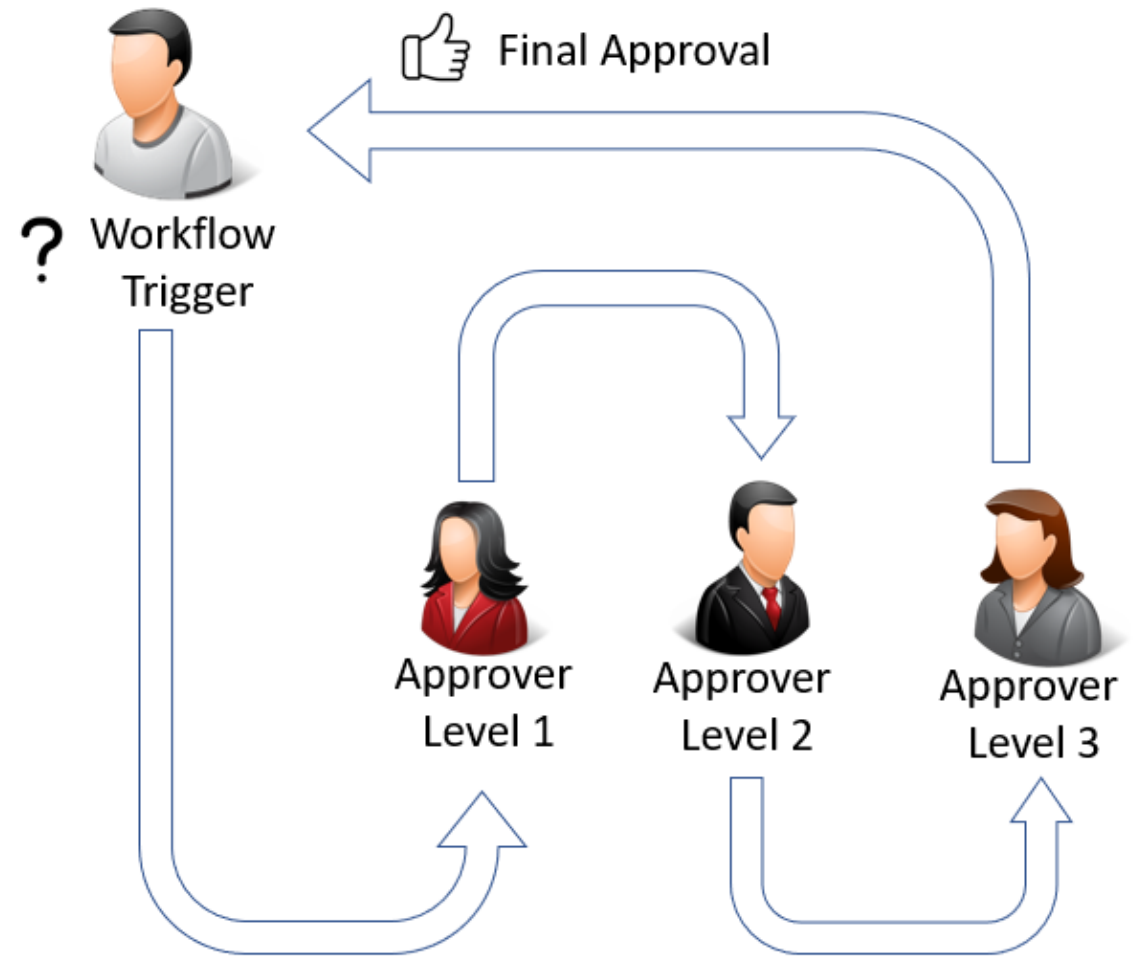 Final Approval
? Workflow
Trigger
Approver
Level 1
Approver
Level 2
Approver
Level 3